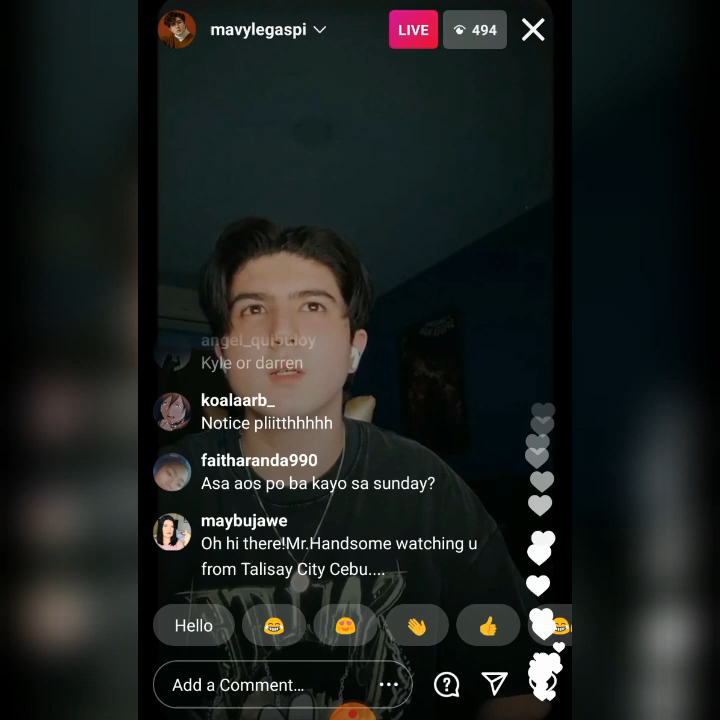 mavylegaspi
LIVE
494
Kyle or darren
koalaarb_
Notice pliitthhhhh
faitharanda990
Asa aos po ba kayo sa sunday?
maybujawe
Oh hi there!Mr.Handsome watching u
from Talisay City Cebu....
Hello
Add a Comment...